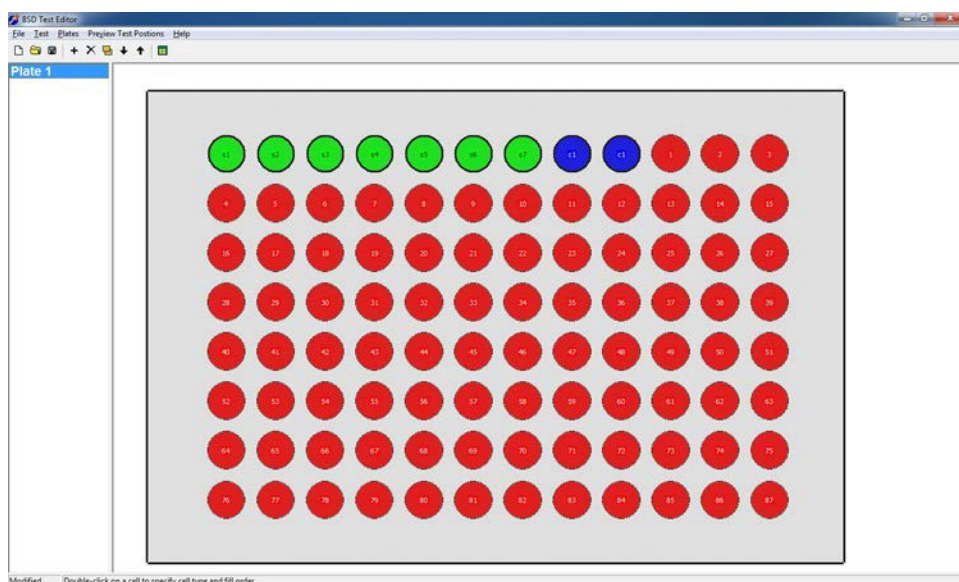 BSD Test Editor
File Test Plates Preview Test Postions Help
Plate 1
s1 s2 s3 s4 s5 s6 s7 c1 c1 1 2 3
4 5 6 7 8 9 10 11 12 13 14 15
16 17 18 19 20 21 22 23 24 25 26 27
28 29 30 31 32 33 34 35 36 37 38 39
40 41 42 43 44 45 46 47 48 49 50 51
52 53 54 55 56 57 58 59 60 61 62 63
64 65 66 67 68 69 70 71 72 73 74 75
76 77 78 79 80 81 82 83 84 85 86 87
Modified Double-click on a cell to specify cell type and fill order